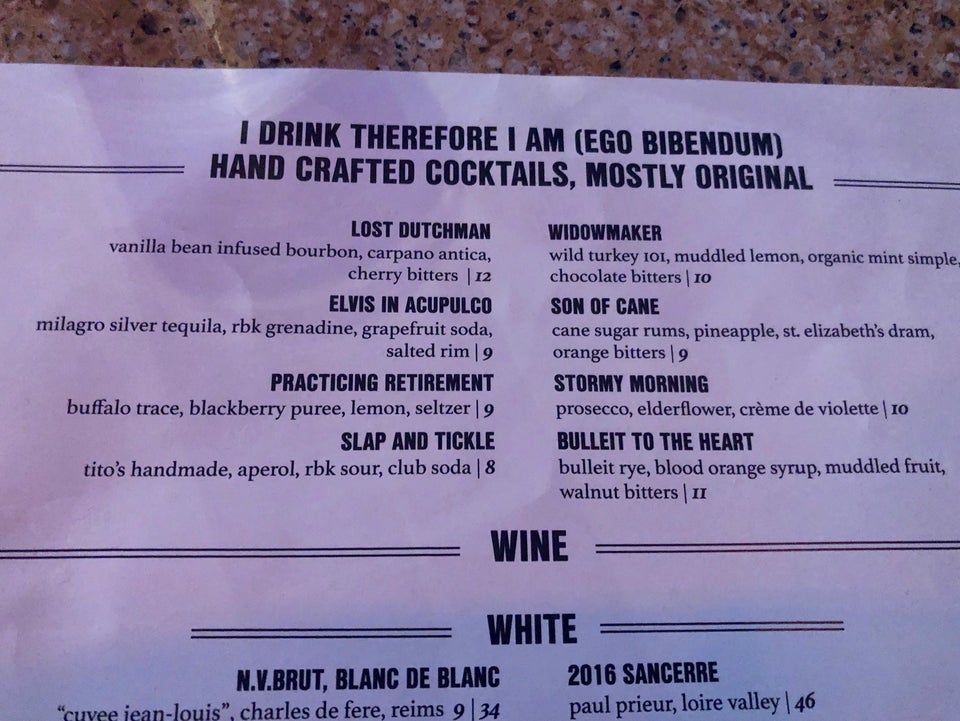 I DRINK THEREFORE I AM (EGO BIBENDUM)
HAND CRAFTED COCKTAILS, MOSTLY ORIGINAL
LOST DUTCHMAN
vanilla bean infused bourbon, carpano antica,
cherry bitters | 12
ELVIS IN ACUPULCO
milagro silver tequila, rbk grenadine, grapefruit soda,
salted rim | 9
PRACTICING RETIREMENT
buffalo trace, blackberry puree, lemon, seltzer | 9
SLAP AND TICKLE
tito's handmade, aperol, rbk sour, club soda | 8
WIDOWMAKER
wild turkey 101, muddled lemon, organic mint simple,
chocolate bitters | 10
SON OF CANE
cane sugar rums, pineapple, st. elizabeth's dram,
orange bitters | 9
STORMY MORNING
prosecco, elderflower, crème de violette | 10
BULLEIT TO THE HEART
bulleit rye, blood orange syrup, muddled fruit,
walnut bitters | 11
WINE
WHITE
N.V.BRUT, BLANC DE BLANC
"cuvee jean-louis", charles de fere, reims 9 | 34
2016 SANCERRE
paul prieur, loire valley | 46